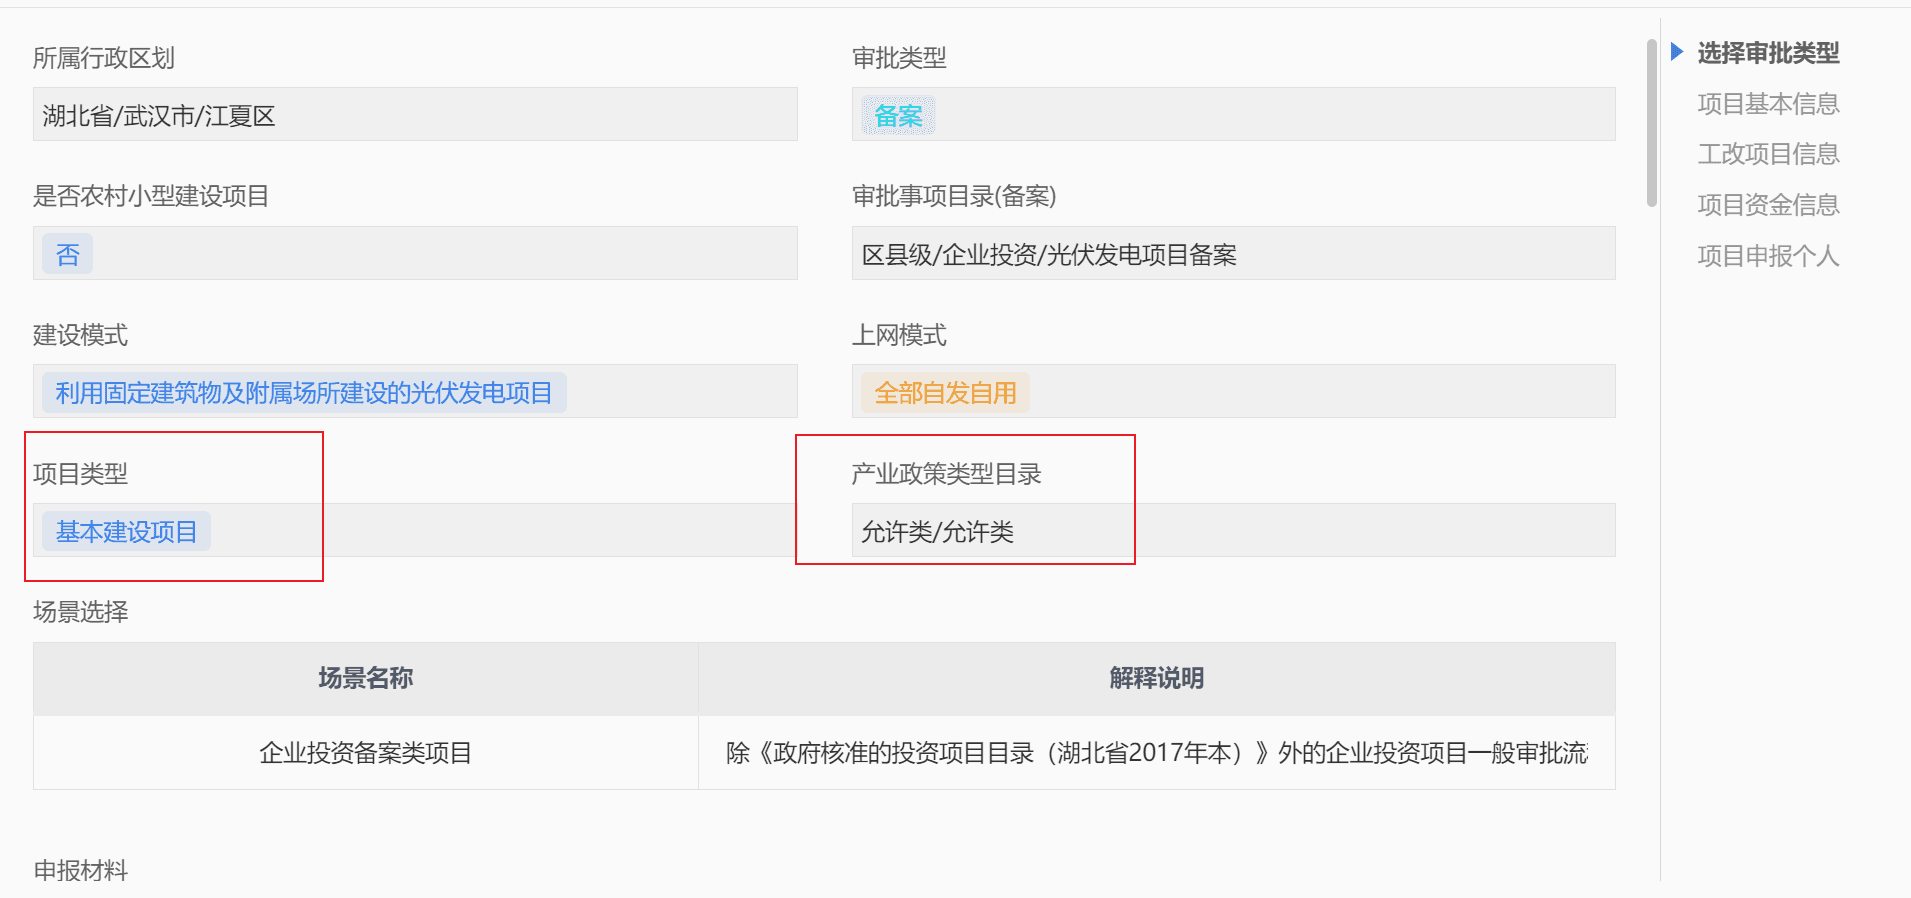 所属行政区划
审批类型
湖北省/武汉市/江夏区
备案
是否农村小型建设项目
审批事项目录(备案)
否
区县级/企业投资/光伏发电项目备案
建设模式
上网模式
利用固定建筑物及附属场所建设的光伏发电项目
全部自发自用
项目类型
产业政策类型目录
基本建设项目
允许类/允许类
场景选择
场景名称
解释说明
企业投资备案类项目
除《政府核准的投资项目目录（湖北省2017年本）》外的企业投资项目一般审批流
申报材料
选择审批类型
项目基本信息
工改项目信息
项目资金信息
项目申报个人